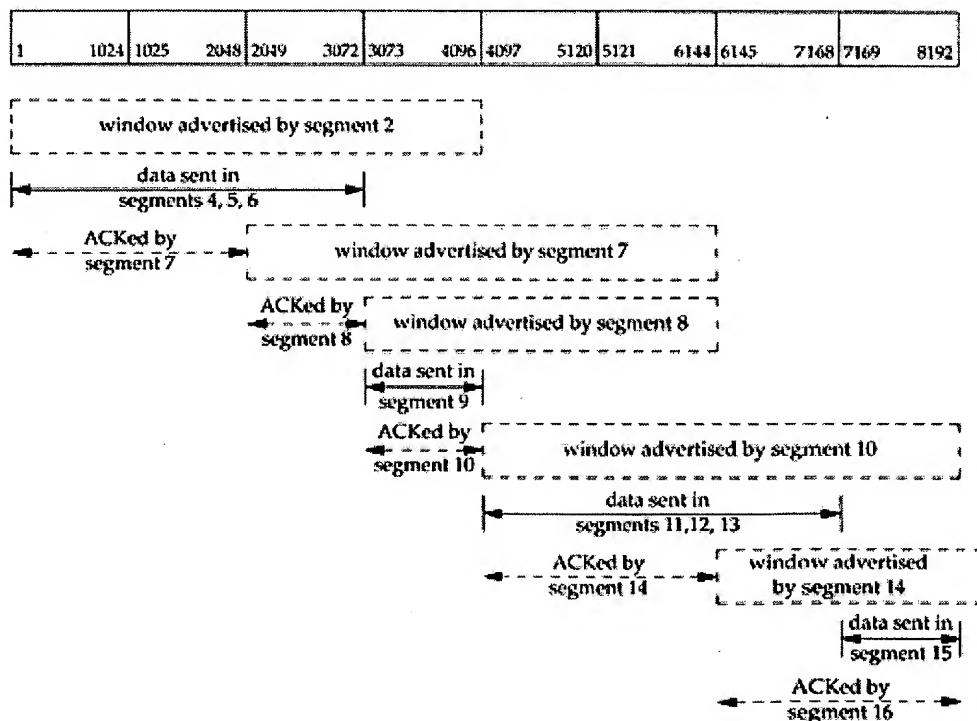 1 1024 1025 2048 2049 3072 3073 4096 4097 5120 5121 6144 6145 7168 7169 8192
window advertised by segment 2
data sent in
segments 4, 5, 6
ACKed by
segment 7
window advertised by segment 7
ACKed by
segment 8
window advertised by segment 8
data sent in
segment 9
ACKed by
segment 10
window advertised by segment 10
data sent in
segments 11,12, 13
ACKed by
segment 14
window advertised
by segment 14
data sent in
segment 15
ACKed by
segment 16